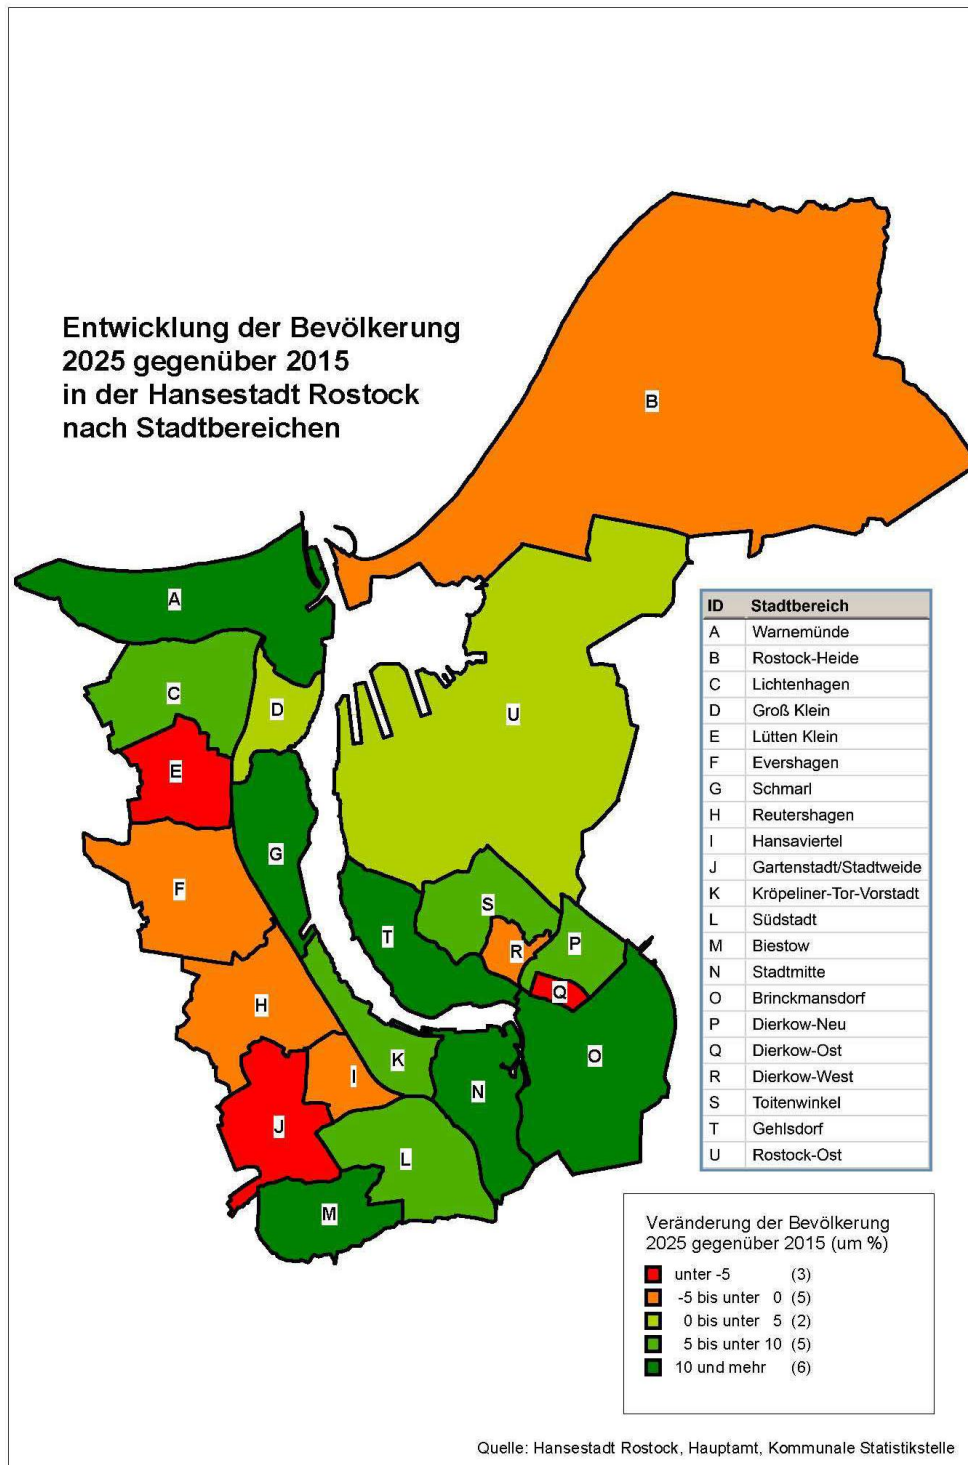 Entwicklung der Bevölkerung
2025 gegenüber 2015
in der Hansestadt Rostock
nach Stadtbereichen
B
A
C
D
U
E
G
F
S
T
R
P
Q
H
K
O
I
N
J
L
M
ID Stadtbereich
A Warnemünde
B Rostock-Heide
C Lichtenhagen
D Groß Klein
E Lütten Klein
F Evershagen
G Schmarl
H Reutershagen
I Hansaviertel
J Gartenstadt/Stadtweide
K Kröpeliner-Tor-Vorstadt
L Südstadt
M Biestow
N Stadtmitte
O Brinckmansdorf
P Dierkow-Neu
Q Dierkow-Ost
R Dierkow-West
S Toitenwinkel
T Gehlsdorf
U Rostock-Ost
Veränderung der Bevölkerung
2025 gegenüber 2015 (um %)
unter -5 (3)
-5 bis unter 0 (5)
0 bis unter 5 (2)
5 bis unter 10 (5)
10 und mehr (6)
Quelle: Hansestadt Rostock, Hauptamt, Kommunale Statistikstelle